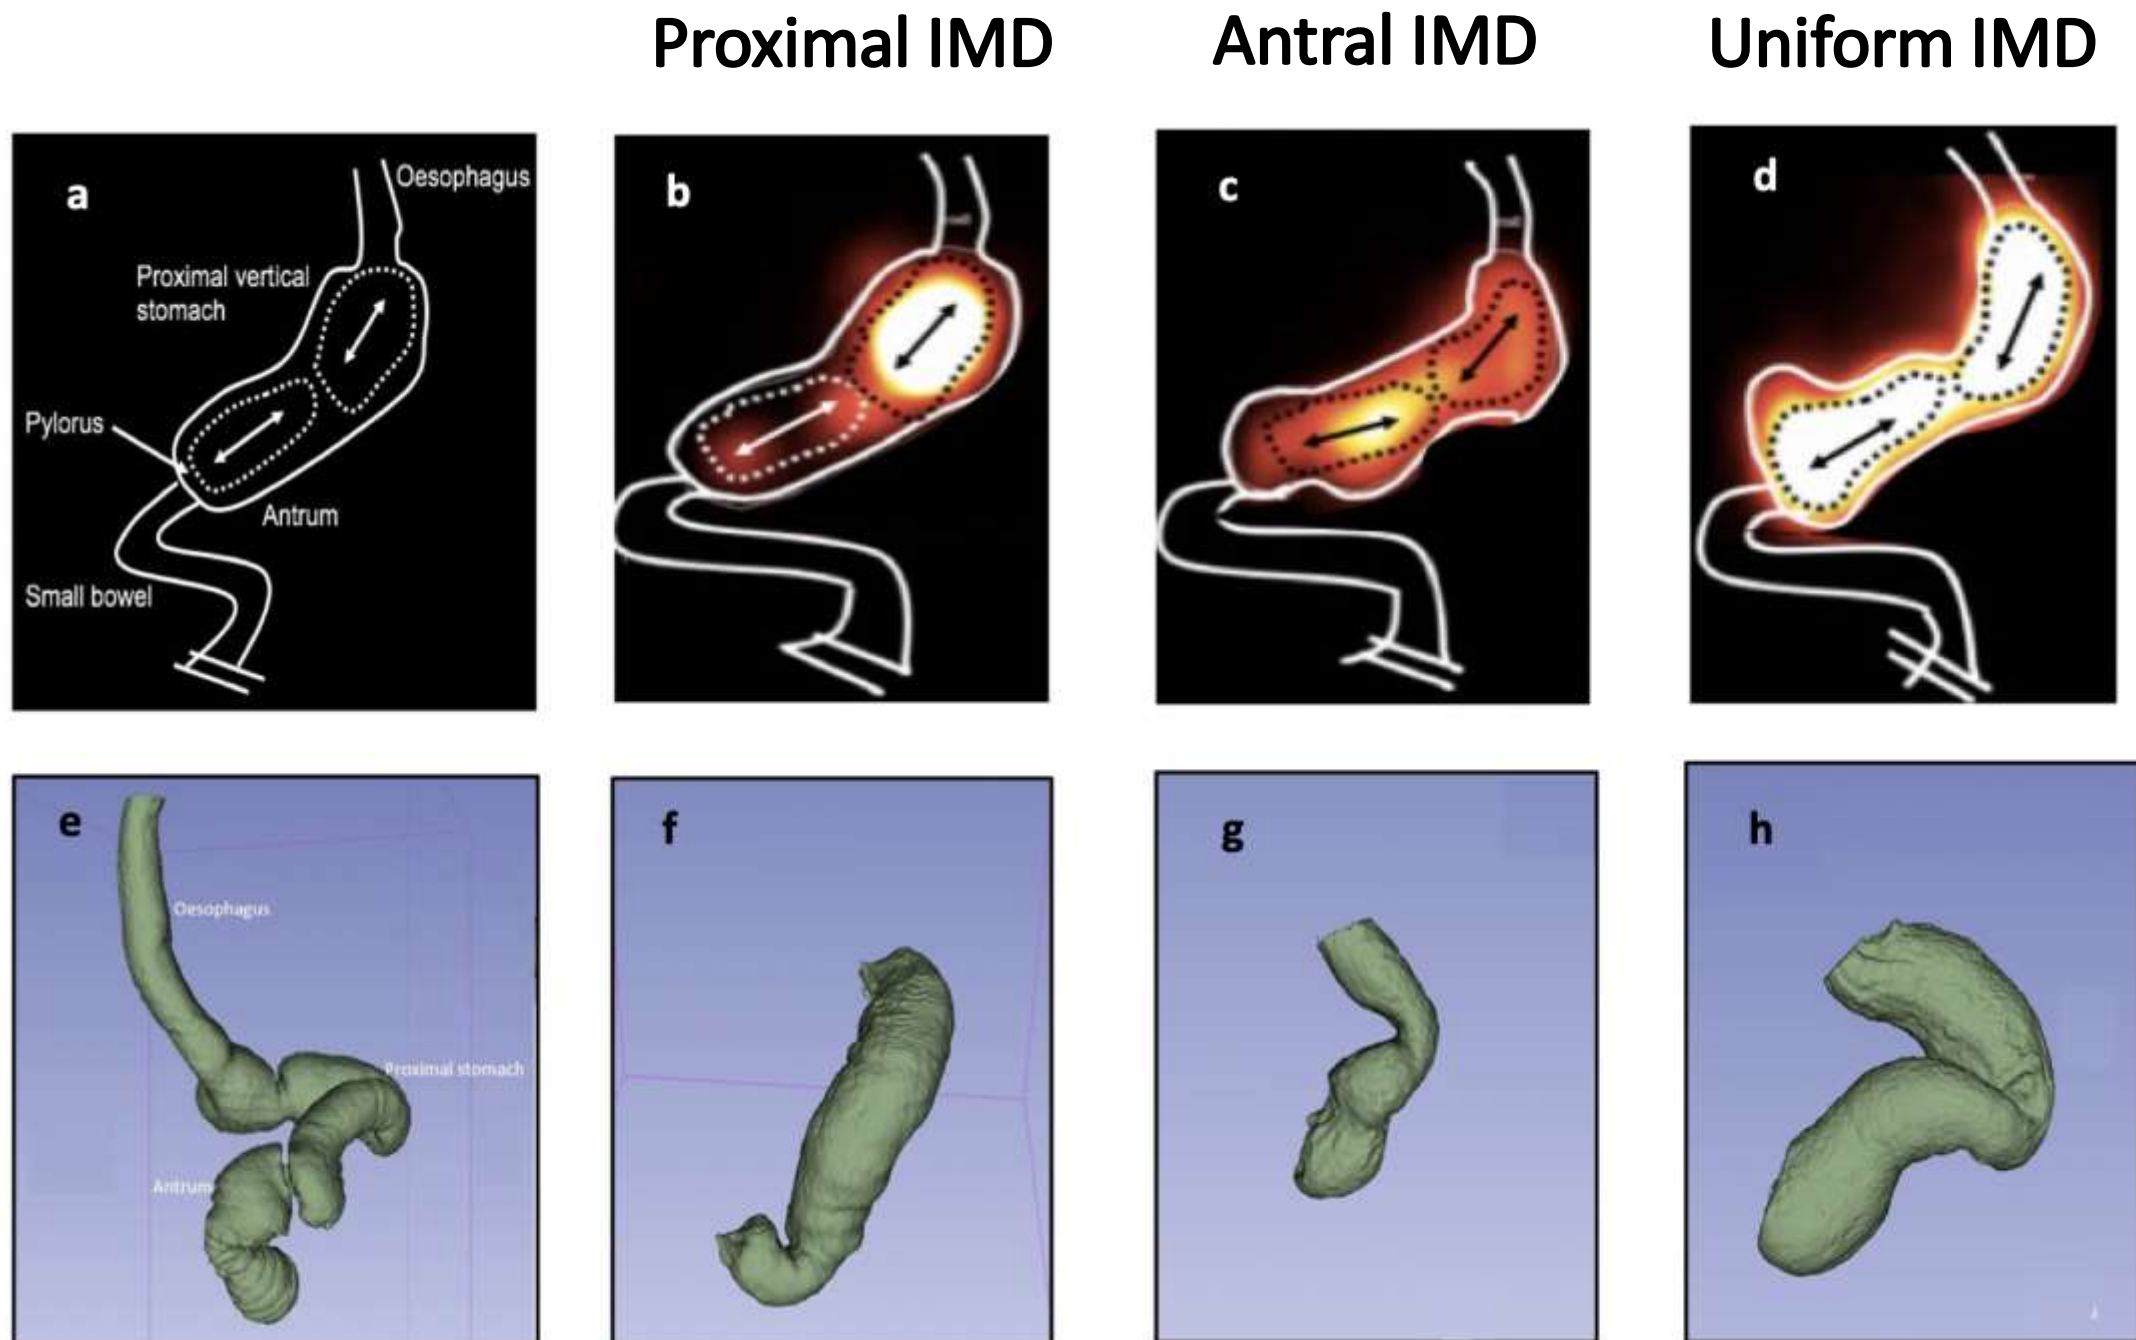 Proximal IMD
Antral IMD
Uniform IMD
a
Oesophagus
Proximal vertical
stomach
Pylorus
Antrum
Small bowel
b
c
d
e
Oesophagus
Proximal stomach
Antrum
f
g
h